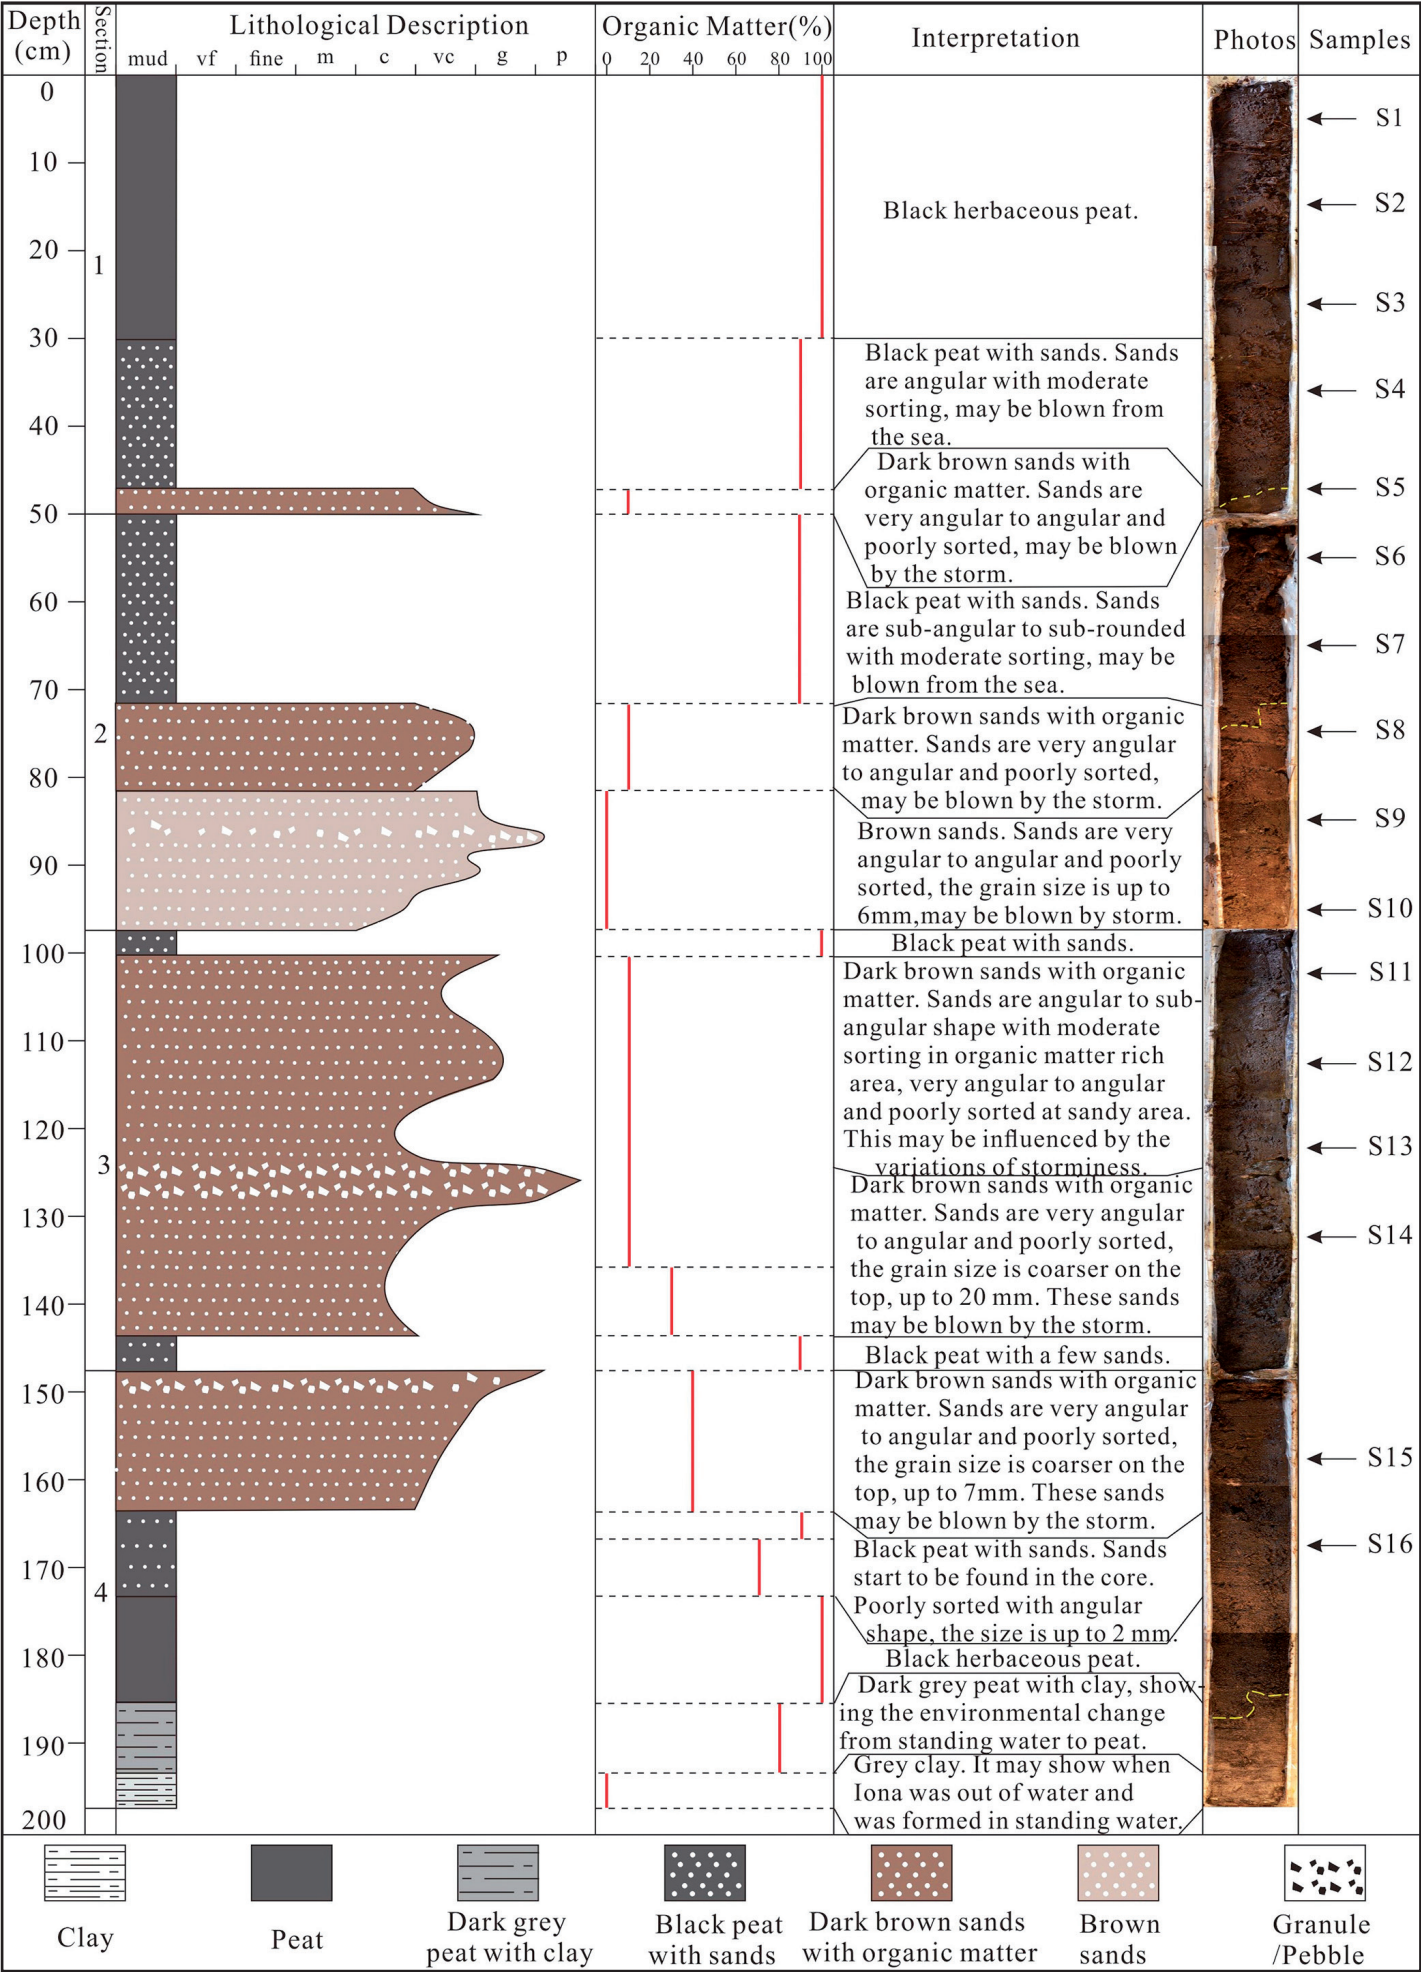 Depth
(cm)
Section
Lithological Description
mud vf fine m c vc g p
Organic Matter(%)
0 20 40 60 80 100
Interpretation
Photos
Samples
0
10
20
30
40
50
60
70
80
90
100
110
120
130
140
150
160
170
180
190
200
1
2
3
4
Black herbaceous peat.
Black peat with sands. Sands
are angular with moderate
sorting, may be blown from
the sea.
Dark brown sands with
organic matter. Sands are
very angular to angular and
poorly sorted, may be blown
by the storm.
Black peat with sands. Sands
are sub-angular to sub-rounded
with moderate sorting, may be
blown from the sea.
Dark brown sands with organic
matter. Sands are very angular
to angular and poorly sorted,
may be blown by the storm.
Brown sands. Sands are very
angular to angular and poorly
sorted, the grain size is up to
6mm,may be blown by storm.
Black peat with sands.
Dark brown sands with organic
matter. Sands are angular to sub-
angular shape with moderate
sorting in organic matter rich
area, very angular to angular
and poorly sorted at sandy area.
This may be influenced by the
variations of storminess.
Dark brown sands with organic
matter. Sands are very angular
to angular and poorly sorted,
the grain size is coarser on the
top, up to 20 mm. These sands
may be blown by the storm.
Black peat with a few sands.
Dark brown sands with organic
matter. Sands are very angular
to angular and poorly sorted,
the grain size is coarser on the
top, up to 7mm. These sands
may be blown by the storm.
Black peat with sands. Sands
start to be found in the core.
Poorly sorted with angular
shape, the size is up to 2 mm.
Black herbaceous peat.
Dark grey peat with clay, show-
ing the environmental change
from standing water to peat.
Grey clay. It may show when
Iona was out of water and
was formed in standing water.
S1
S2
S3
S4
S5
S6
S7
S8
S9
S10
S11
S12
S13
S14
S15
S16
Clay
Peat
Dark grey
peat with clay
Black peat
with sands
Dark brown sands
with organic matter
Brown
sands
Granule
/Pebble